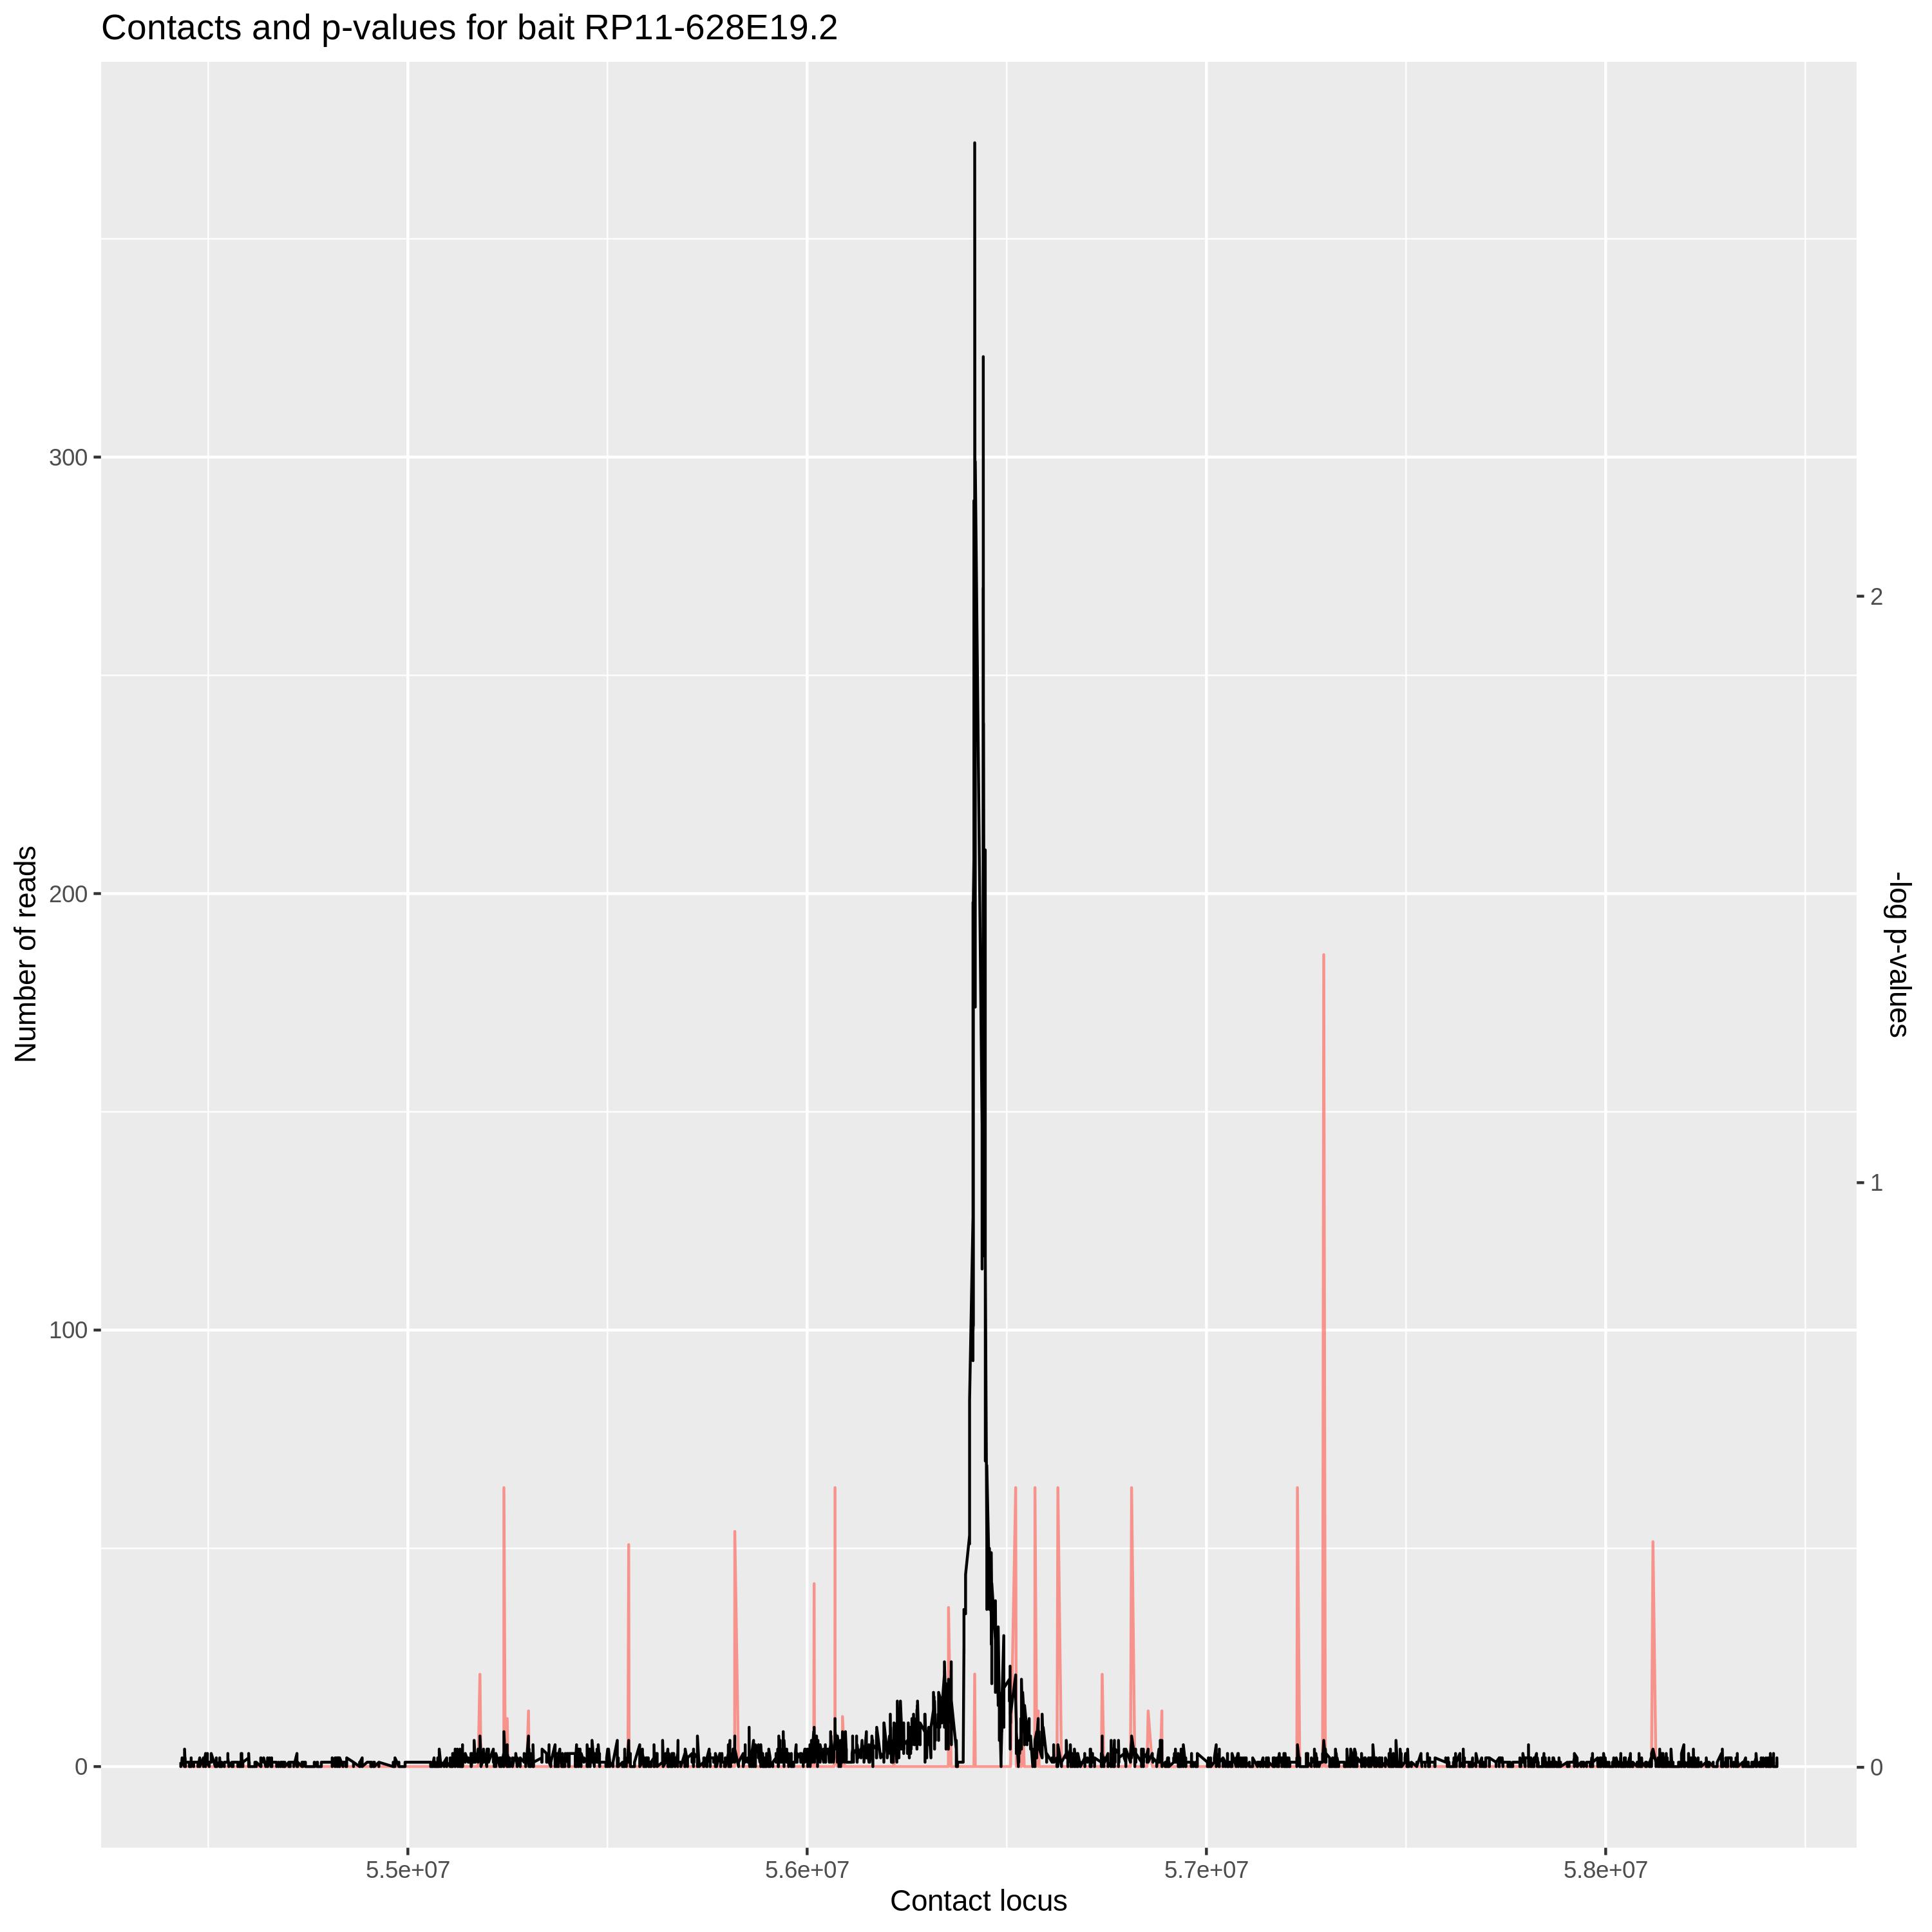 Contacts and p-values for bait RP11-628E19.2
300
200
100
0
Number of reads
2
1
0
-log p-values
5.5e+07
5.6e+07
5.7e+07
5.8e+07
Contact locus